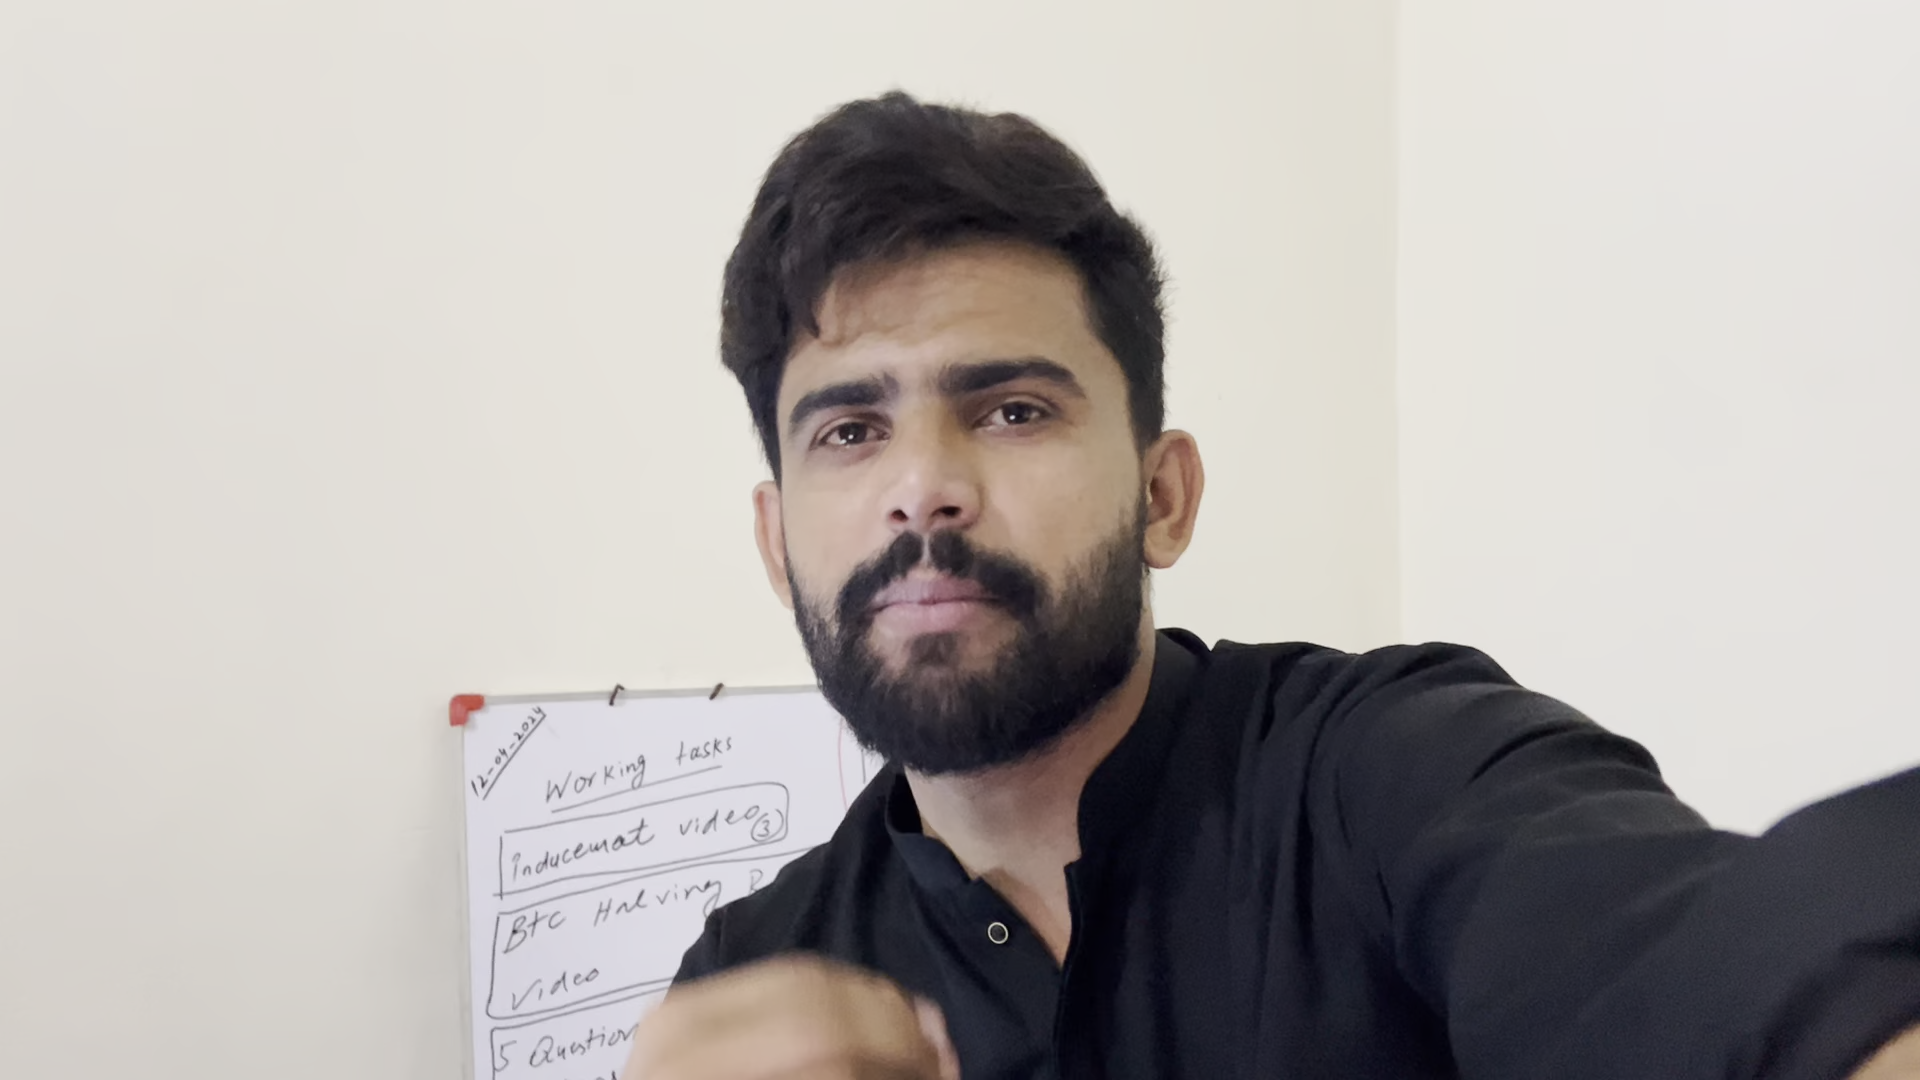 12-04-2024
Working tasks
Inducemat video 3
Btc Halving
Video
5 Question